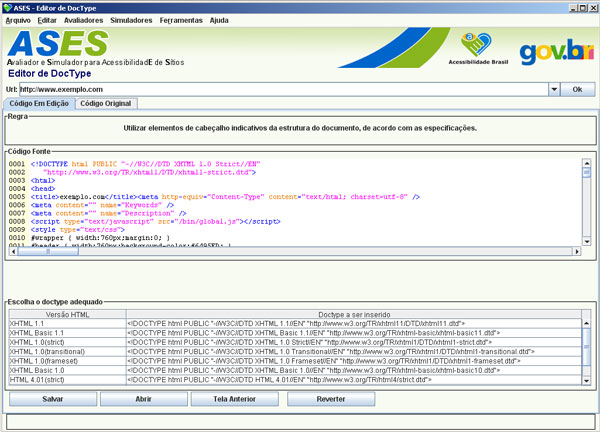 ASES - Editor de DocType
Arquivo Editar Avaliadores Simuladores Ferramentas Ajuda
ASES
Avaliador e Simulador para AcessibilidadE de Sítios
Acessibilidade Brasil
gov.br
Editor de DocType
Url: http://www.exemplo.com Ok
Código Em Edição Código Original
Regra
Utilizar elementos de cabeçalho indicativos da estrutura do documento, de acordo com as especificações.
Código Fonte
0001 <!DOCTYPE html PUBLIC "-//W3C//DTD XHTML 1.0 Strict//EN"
0002 "http://www.w3.org/TR/xhtml1/DTD/xhtml1-strict.dtd">
0003 <html>
0004 <head>
0005 <title>exemplo.com</title><meta http-equiv="Content-Type" content="text/html; charset=utf-8" />
0006 <meta content="" name="Keywords" />
0007 <meta content="" name="Description" />
0008 <script type="text/javascript" src="/bin/global.js"></script>
0009 <style type="text/css">
0010 #wrapper { width:760px;margin:0; }
0011 #header { width:760px;background-color:#6495ED; }
Escolha o doctype adequado
Versão HTML Doctype a ser inserido
XHTML 1.1 <!DOCTYPE html PUBLIC "-//W3C//DTD XHTML 1.1//EN" "http://www.w3.org/TR/xhtml11/DTD/xhtml11.dtd">
XHTML Basic 1.1 <!DOCTYPE html PUBLIC "-//W3C//DTD XHTML Basic 1.1//EN" "http://www.w3.org/TR/xhtml-basic/xhtml-basic11.dtd">
XHTML 1.0(strict) <!DOCTYPE html PUBLIC "-//W3C//DTD XHTML 1.0 Strict//EN" "http://www.w3.org/TR/xhtml1/DTD/xhtml1-strict.dtd">
XHTML 1.0(transitional) <!DOCTYPE html PUBLIC "-//W3C//DTD XHTML 1.0 Transitional//EN" "http://www.w3.org/TR/xhtml1/DTD/xhtml1-transitional.dtd">
XHTML 1.0(frameset) <!DOCTYPE html PUBLIC "-//W3C//DTD XHTML 1.0 Frameset//EN" "http://www.w3.org/TR/xhtml1/DTD/xhtml1-frameset.dtd">
XHTML Basic 1.0 <!DOCTYPE html PUBLIC "-//W3C//DTD XHTML Basic 1.0//EN" "http://www.w3.org/TR/xhtml-basic/xhtml-basic10.dtd">
HTML 4.01(strict) <!DOCTYPE HTML PUBLIC "-//W3C//DTD HTML 4.01//EN" "http://www.w3.org/TR/html4/strict.dtd">
Salvar Abrir Tela Anterior Reverter